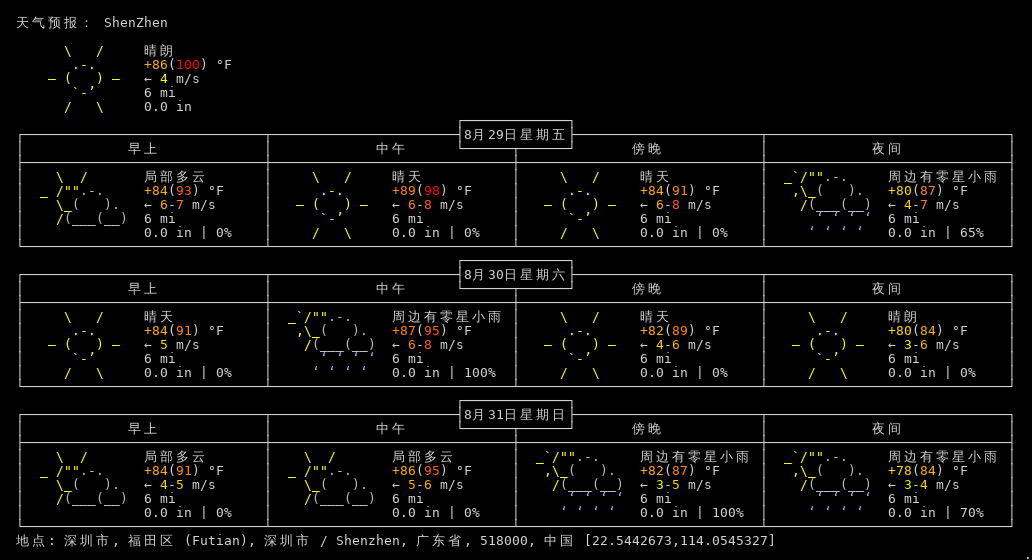 天气预报： ShenZhen
晴朗
+86(100) °F
← 4 m/s
6 mi
0.0 in
8月29日星期五
早上 中午 傍晚 夜间
局部多云 晴天 晴天 周边有零星小雨
+84(93) °F +89(98) °F +84(91) °F +80(87) °F
← 6-7 m/s ← 6-8 m/s ← 6-8 m/s ← 4-7 m/s
6 mi 6 mi 6 mi 6 mi
0.0 in | 0% 0.0 in | 0% 0.0 in | 0% 0.0 in | 65%
8月30日星期六
早上 中午 傍晚 夜间
晴天 周边有零星小雨 晴天 晴朗
+84(91) °F +87(95) °F +82(89) °F +80(84) °F
← 5 m/s ← 6-8 m/s ← 4-6 m/s ← 3-6 m/s
6 mi 6 mi 6 mi 6 mi
0.0 in | 0% 0.0 in | 100% 0.0 in | 0% 0.0 in | 0%
8月31日星期日
早上 中午 傍晚 夜间
局部多云 局部多云 周边有零星小雨 周边有零星小雨
+84(91) °F +86(95) °F +82(87) °F +78(84) °F
← 4-5 m/s ← 5-6 m/s ← 3-5 m/s ← 3-4 m/s
6 mi 6 mi 6 mi 6 mi
0.0 in | 0% 0.0 in | 0% 0.0 in | 100% 0.0 in | 70%
地点: 深圳市, 福田区 (Futian), 深圳市 / Shenzhen, 广东省, 518000, 中国 [22.5442673,114.0545327]